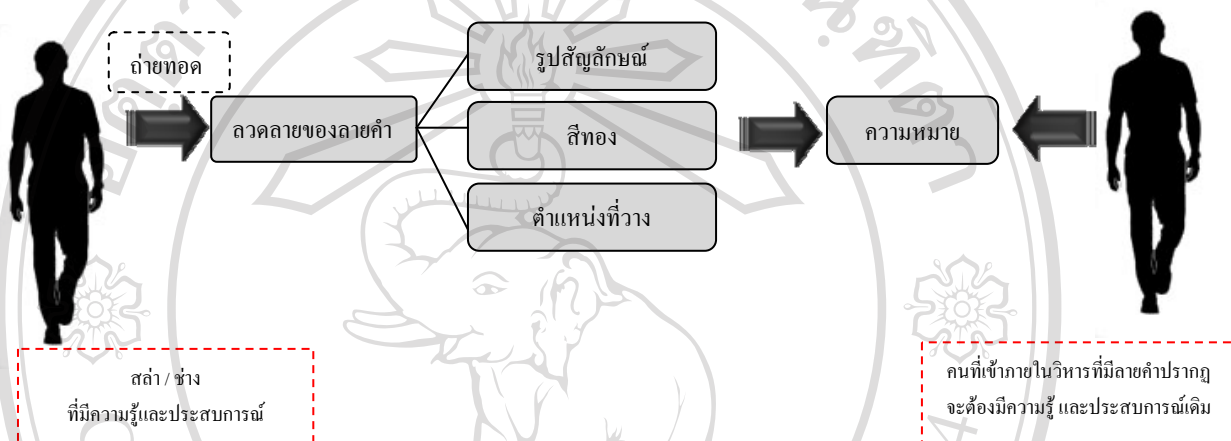 ถ่ายทอด
ลวดลายของลายคำ
รูปสัญลักษณ์
สีทอง
ตำแหน่งที่วาง
ความหมาย
สล่า / ช่าง
ที่มีความรู้และประสบการณ์
คนที่เข้าภายในวิหารที่มีลายคำปรากฏ
จะต้องมีความรู้ และประสบการณ์เดิม